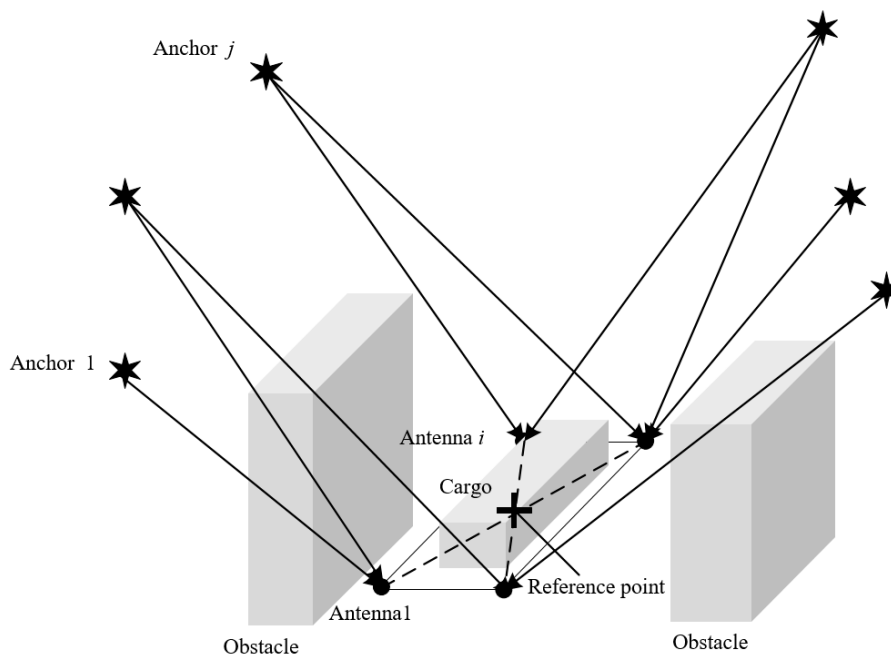 Anchor j
Anchor 1
Antenna i
Cargo
Reference point
Antenna1
Obstacle
Obstacle